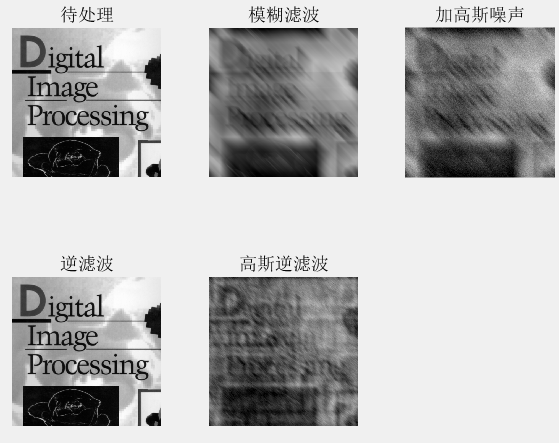 待处理
模糊滤波
加高斯噪声
Digital
Image
Processing
逆滤波
高斯逆滤波
Digital
Image
Processing